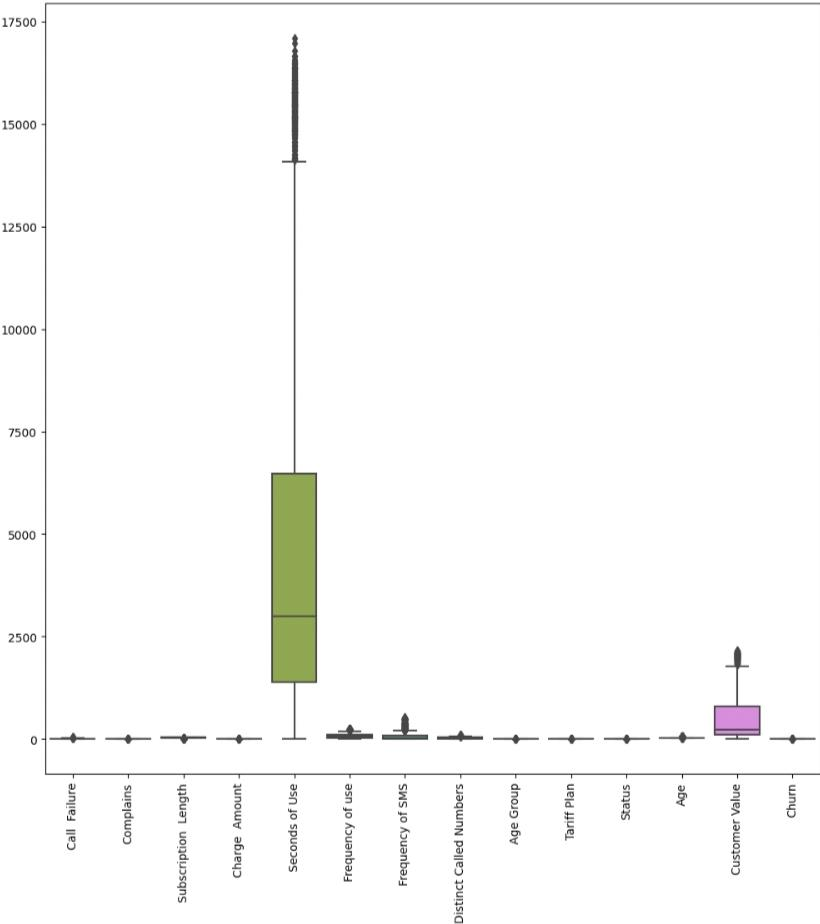 17500
15000
12500
10000
7500
5000
2500
0
Call  Failure
Complains
Subscription  Length
Charge  Amount
Seconds of Use
Frequency of use
Frequency of SMS
Distinct Called Numbers
Age Group
Tariff Plan
Status
Age
Customer Value
Churn